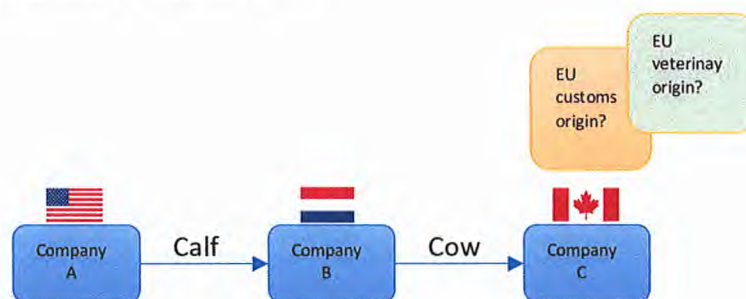 EU
customs
origin?
EU
veterinay
origin?
Company
A
Calf
Company
B
Cow
Company
C